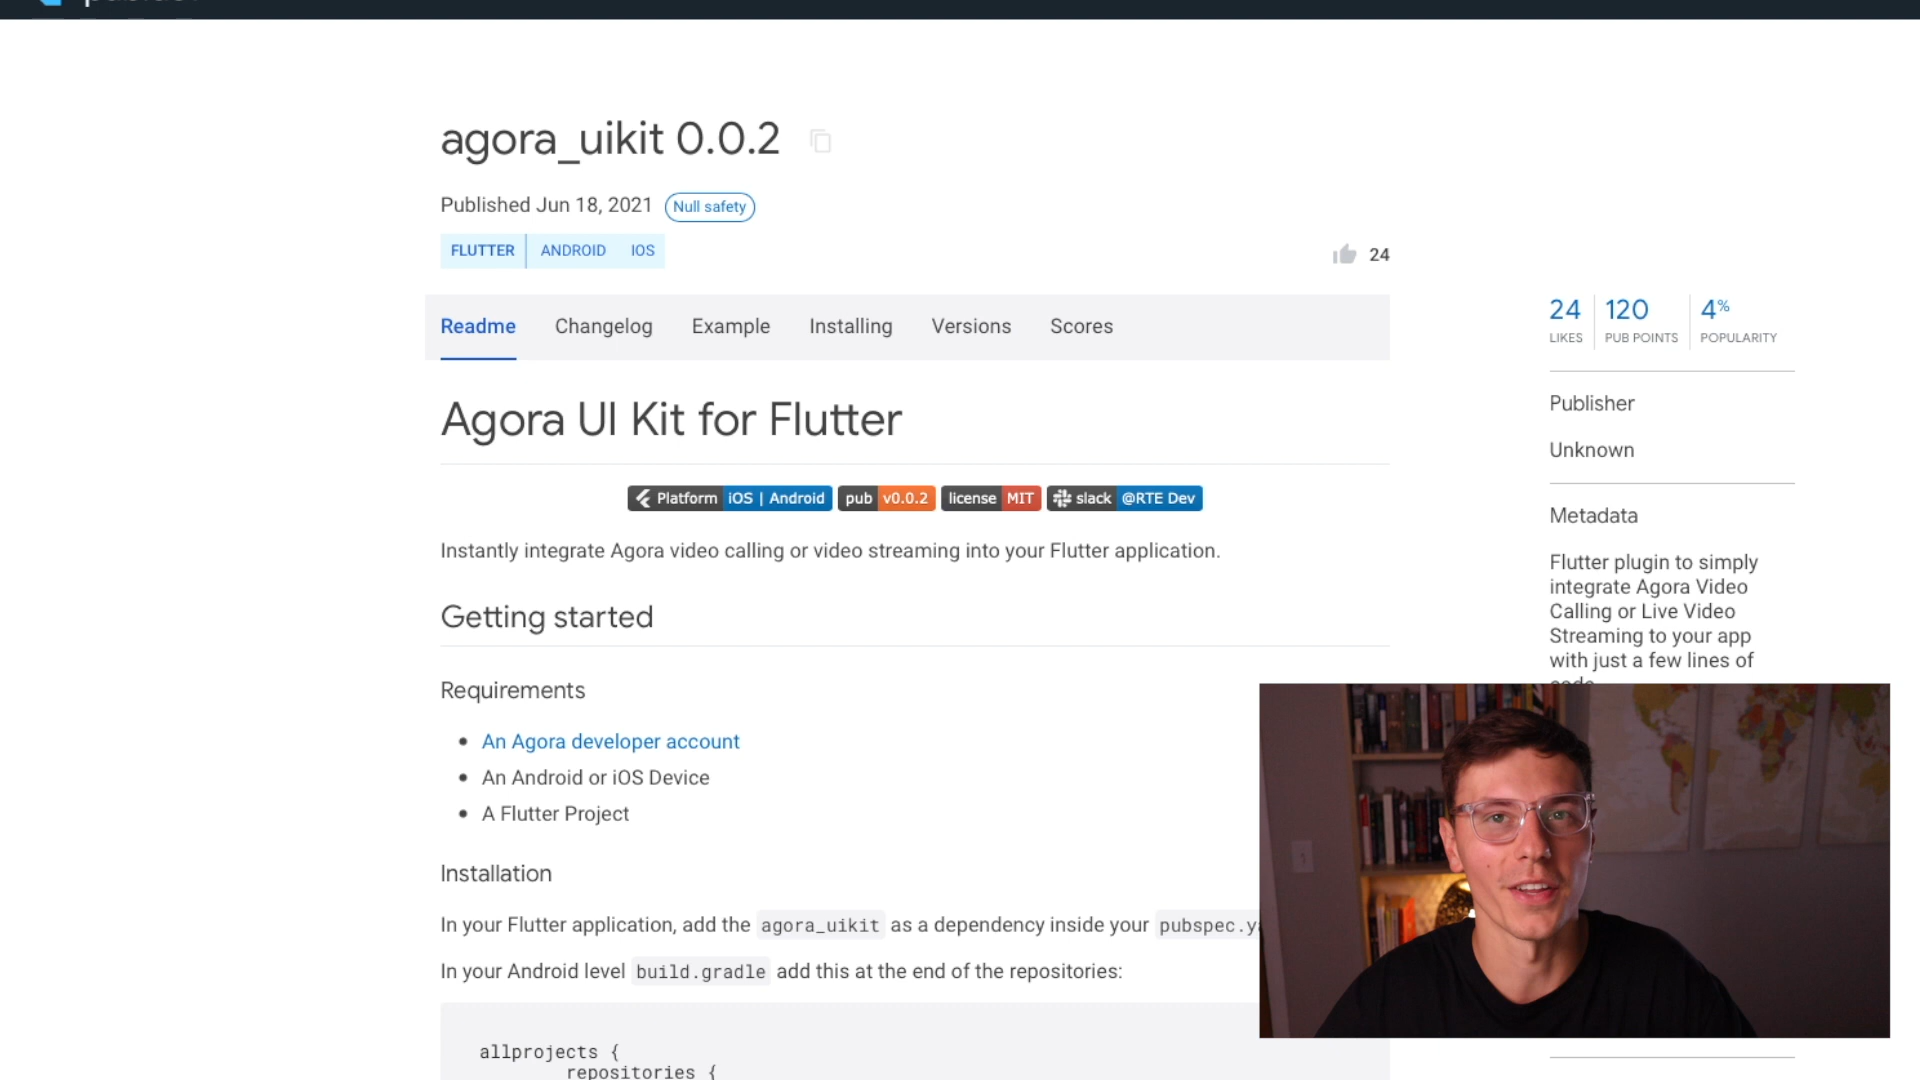 agora_uikit 0.0.2
Published Jun 18, 2021 Null safety
FLUTTER ANDROID IOS
24
Readme Changelog Example Installing Versions Scores
24 LIKES
120 PUB POINTS
4% POPULARITY
Agora UI Kit for Flutter
Platform iOS | Android pub v0.0.2 license MIT slack @RTE Dev
Instantly integrate Agora video calling or video streaming into your Flutter application.
Getting started
Requirements
An Agora developer account
An Android or iOS Device
A Flutter Project
Installation
In your Flutter application, add the agora_uikit as a dependency inside your
In your Android level build.gradle add this at the end of the repositories:
allprojects {
repositories {
Publisher
Unknown
Metadata
Flutter plugin to simply
integrate Agora Video
Calling or Live Video
Streaming to your app
with just a few lines of